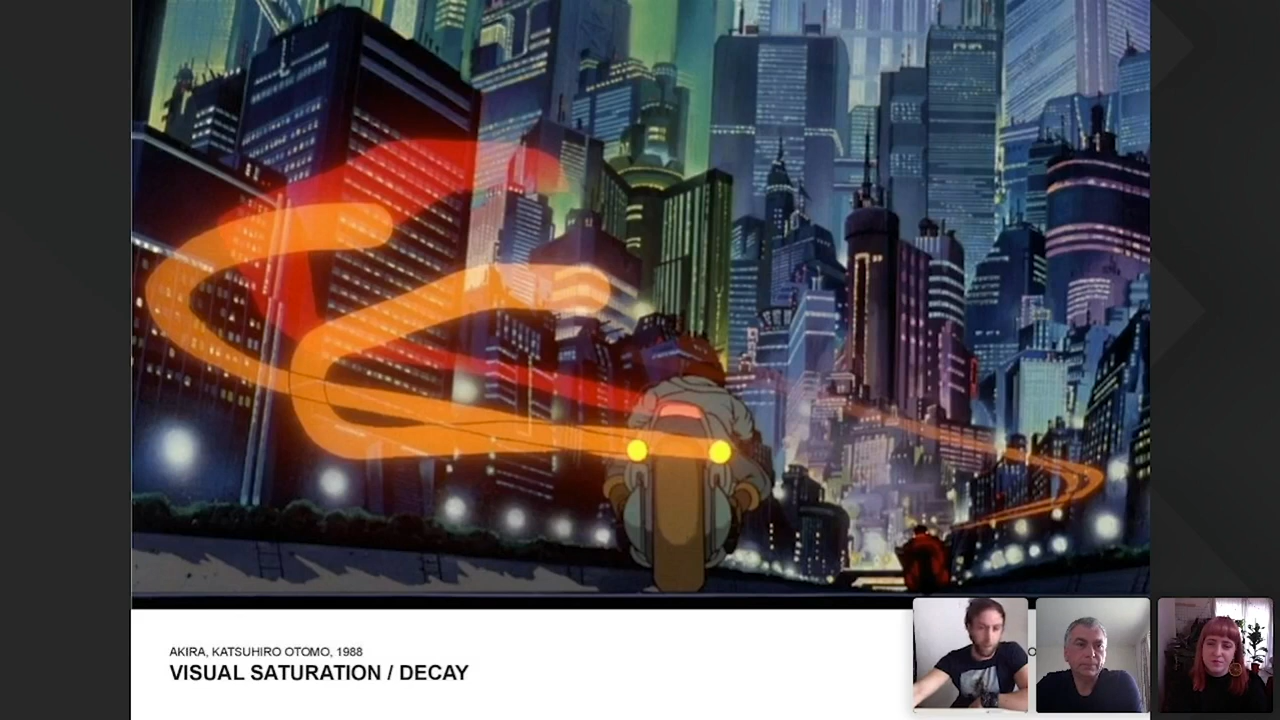 AKIRA, KATSUHIRO OTOMO, 1988
VISUAL SATURATION / DECAY